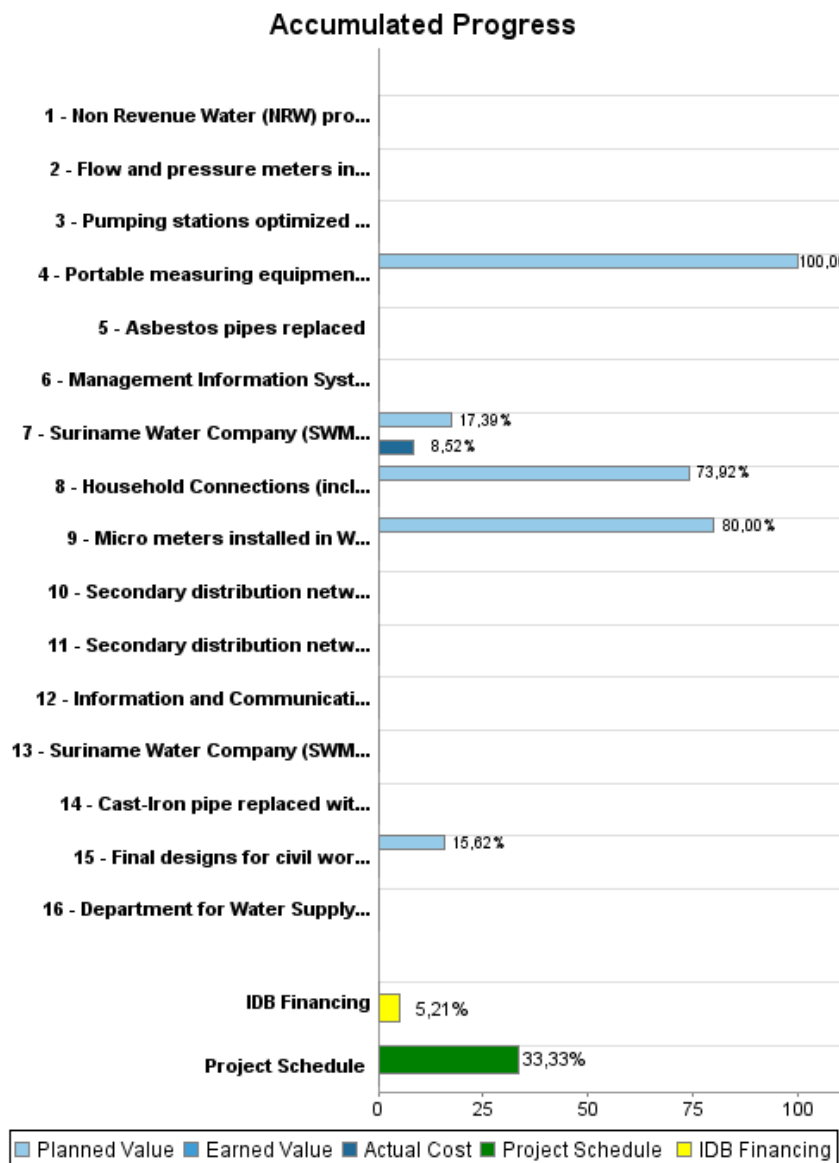 Accumulated Progress
1 - Non Revenue Water (NRW) pro...
2 - Flow and pressure meters in...
3 - Pumping stations optimized ...
4 - Portable measuring equipmen...
100,00
5 - Asbestos pipes replaced
6 - Management Information Syst...
17,39%
7 - Suriname Water Company (SWM...
8,52%
8 - Household Connections (incl...
73,92%
9 - Micro meters installed in W...
80,00%
10 - Secondary distribution netw...
11 - Secondary distribution netw...
12 - Information and Communicati...
13 - Suriname Water Company (SWM...
14 - Cast-Iron pipe replaced wit...
15 - Final designs for civil wor...
15,62%
16 - Department for Water Supply...
IDB Financing
5,21%
Project Schedule
33,33%
0 25 50 75 100
Planned Value Earned Value Actual Cost Project Schedule IDB Financing